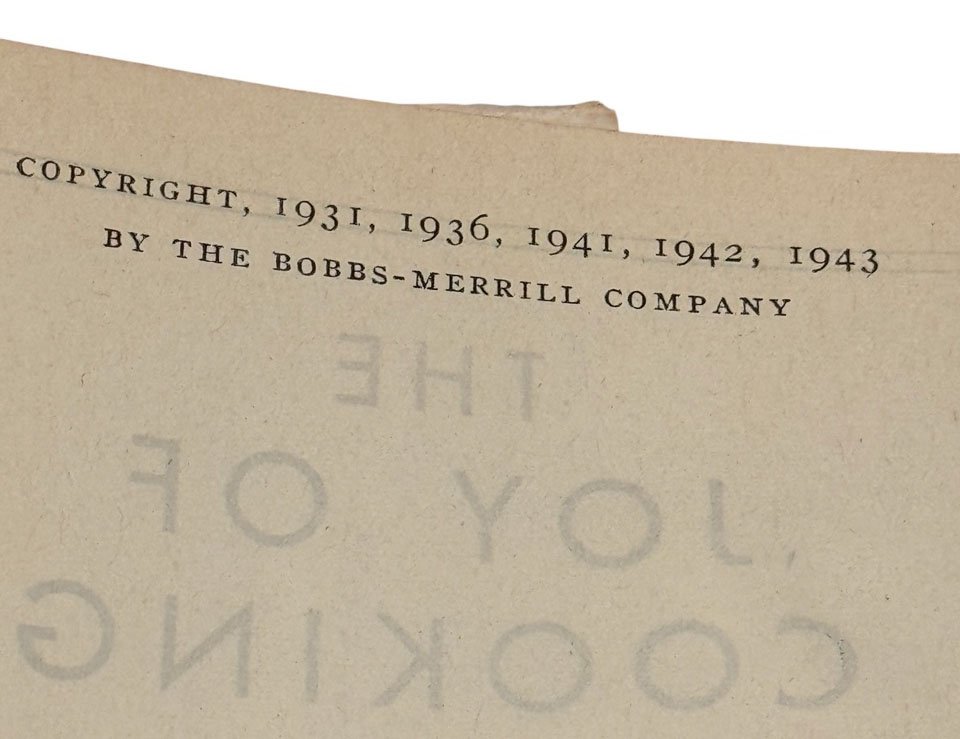 COPYRIGHT, 1931, 1936, 1941, 1942, 1943
BY THE BOBBS-MERRILL COMPANY
THE
JOY OF
COOKING